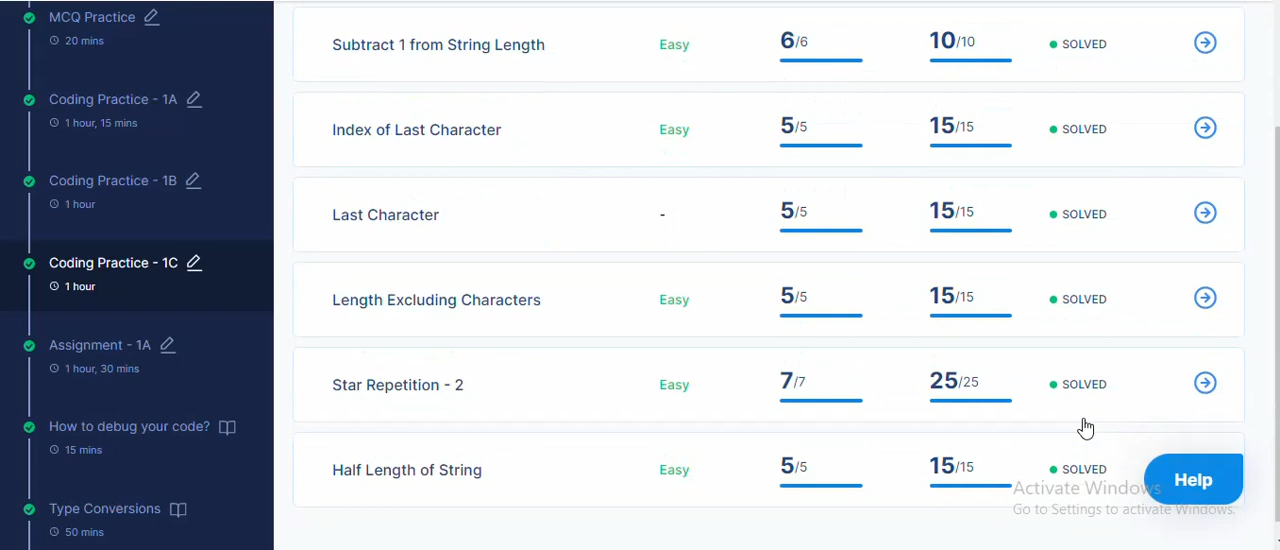 MCQ Practice
20 mins
Coding Practice - 1A
1 hour, 15 mins
Coding Practice - 1B
1 hour
Coding Practice - 1C
1 hour
Assignment - 1A
1 hour, 30 mins
How to debug your code?
15 mins
Type Conversions
50 mins
Subtract 1 from String Length Easy 6/6 10/10 SOLVED
Index of Last Character Easy 5/5 15/15 SOLVED
Last Character - 5/5 15/15 SOLVED
Length Excluding Characters Easy 5/5 15/15 SOLVED
Star Repetition - 2 Easy 7/7 25/25 SOLVED
Half Length of String Easy 5/5 15/15 SOLVED
Help
Activate Windows
Go to Settings to activate Windows.